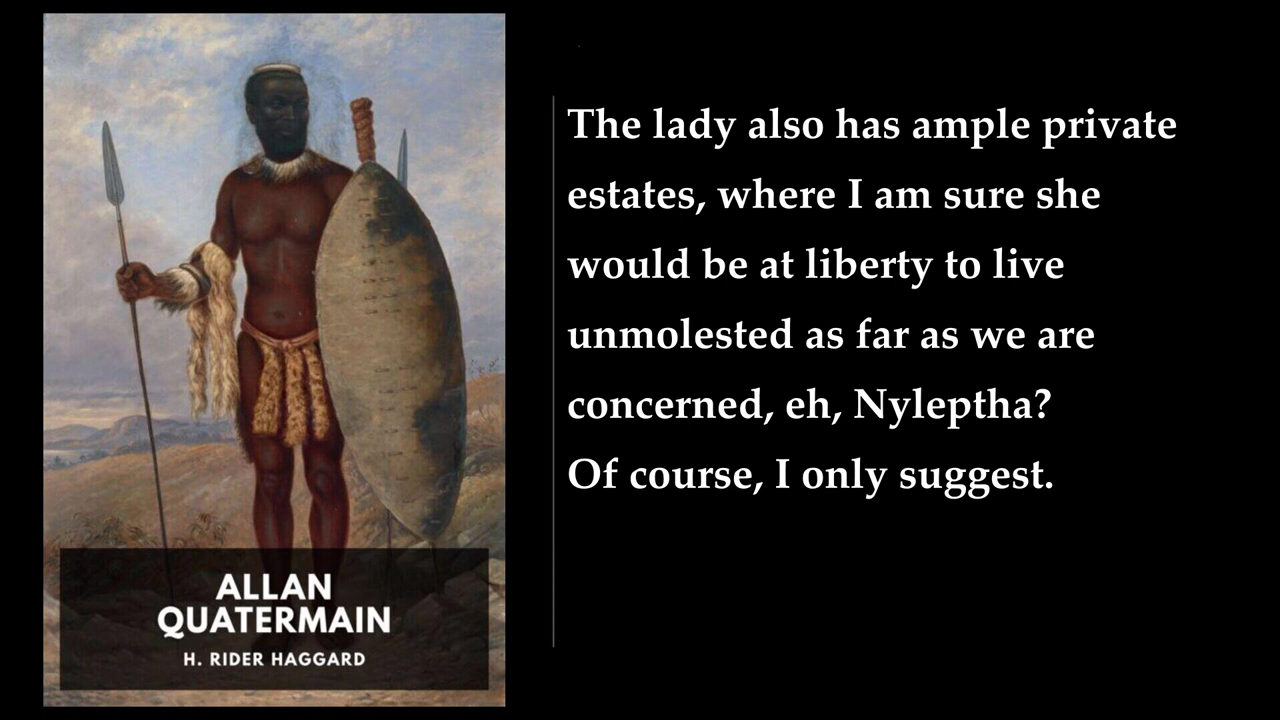 ALLAN
QUATERMAIN
H. RIDER HAGGARD
The lady also has ample private
estates, where I am sure she
would be at liberty to live
unmolested as far as we are
concerned, eh, Nyleptha?
Of course, I only suggest.